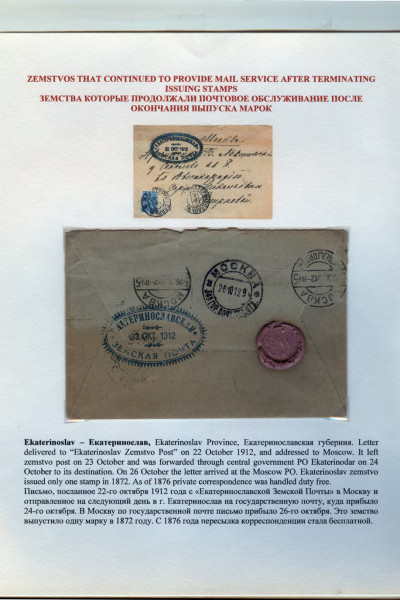 ZEMSTVOS THAT CONTINUED TO PROVIDE MAIL SERVICE AFTER TERMINATING
ISSUING STAMPS
ЗЕМСТВА КОТОРЫЕ ПРОДОЛЖАЛИ ПОЧТОВОЕ ОБСЛУЖИВАНИЕ ПОСЛЕ
ОКОНЧАНИЯ ВЫПУСКА МАРОК
Москва
МОСКВА
26 10 12 9
МОСКВА
ЕКАТЕРИНОСЛАВСКАЯ
23 ОКТ. 1912
ЗЕМСКАЯ ПОЧТА
Ekaterinoslav – Екатеринослав, Ekaterinoslav Province, Екатеринославская губерния. Letter
delivered to “Ekaterinoslav Zemstvo Post” on 22 October 1912, and addressed to Moscow. It left
zemstvo post on 23 October and was forwarded through central government PO Ekaterinodar on 24
October to its destination. On 26 October the letter arrived at the Moscow PO. Ekaterinoslav zemstvo
issued only one stamp in 1872. As of 1876 private correspondence was handled duty free.
Письмо, посланное 22-го октября 1912 года с «Екатеринославской Земской Почты» в Москву и
отправленное на следующий день в г. Екатеринослав на государственную почту, куда прибыло
24-го октября. В Москву по государственной почте письмо прибыло 26-го октября. Это земство
выпустило одну марку в 1872 году. С 1876 года пересылка корреспонденции стала бесплатной.